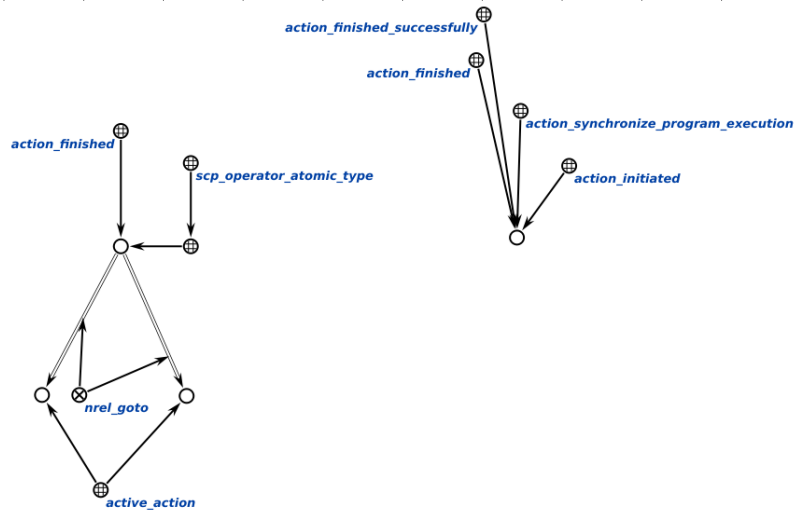 action_finished_successfully
action_finished
action_synchronize_program_execution
action_finished
scp_operator_atomic_type
action_initiated
nrel_goto
active_action